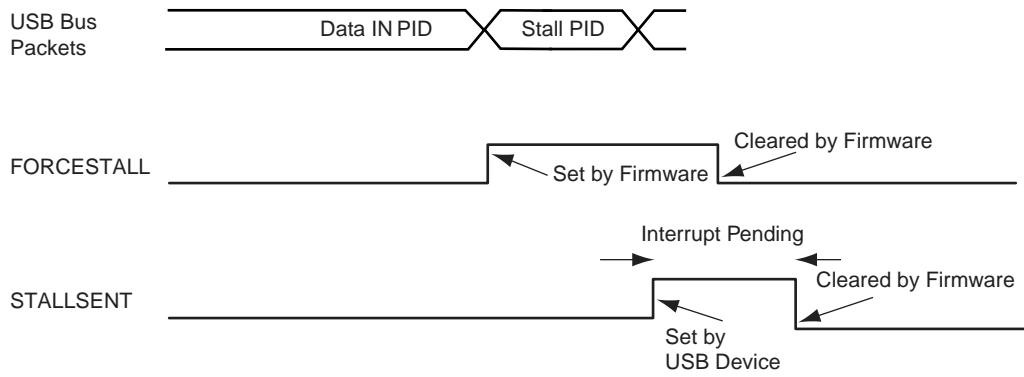 USB Bus
Packets
Data IN PID
Stall PID
FORCESTALL
Set by Firmware
Cleared by Firmware
Interrupt Pending
STALLSENT
Cleared by Firmware
Set by
USB Device